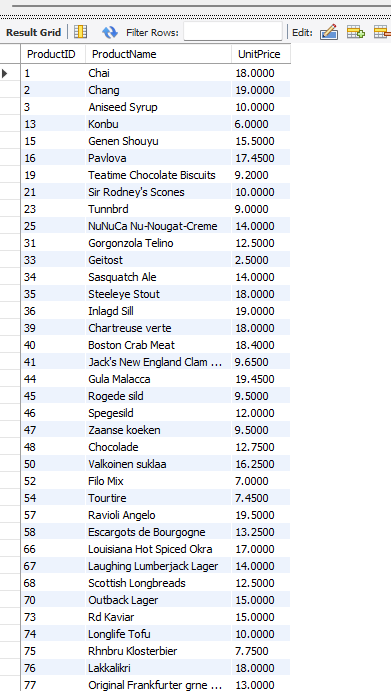 Result Grid Filter Rows: Edit:
ProductID ProductName UnitPrice
1 Chai 18.0000
2 Chang 19.0000
3 Aniseed Syrup 10.0000
13 Konbu 6.0000
15 Genen Shouyu 15.5000
16 Pavlova 17.4500
19 Teatime Chocolate Biscuits 9.2000
21 Sir Rodney's Scones 10.0000
23 Tunnbrd 9.0000
25 NuNuCa Nu-Nougat-Creme 14.0000
31 Gorgonzola Telino 12.5000
33 Geitost 2.5000
34 Sasquatch Ale 14.0000
35 Steeleye Stout 18.0000
36 Inlagd Sill 19.0000
39 Chartreuse verte 18.0000
40 Boston Crab Meat 18.4000
41 Jack's New England Clam ... 9.6500
44 Gula Malacca 19.4500
45 Rogede sild 9.5000
46 Spegesild 12.0000
47 Zaanse koeken 9.5000
48 Chocolade 12.7500
50 Valkoinen suklaa 16.2500
52 Filo Mix 7.0000
54 Tourtire 7.4500
57 Ravioli Angelo 19.5000
58 Escargots de Bourgogne 13.2500
66 Louisiana Hot Spiced Okra 17.0000
67 Laughing Lumberjack Lager 14.0000
68 Scottish Longbreads 12.5000
70 Outback Lager 15.0000
73 Rd Kaviar 15.0000
74 Longlife Tofu 10.0000
75 Rhnbru Klosterbier 7.7500
76 Lakkalikri 18.0000
77 Original Frankfurter grne ... 13.0000